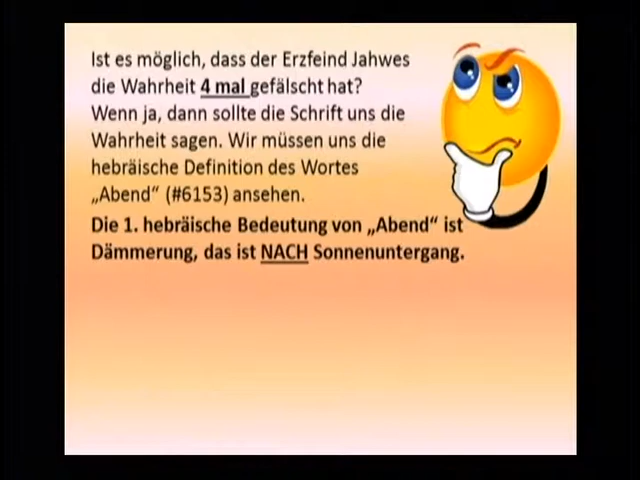 Ist es möglich, dass der Erzfeind Jahwes
die Wahrheit 4 mal gefälscht hat?
Wenn ja, dann sollte die Schrift uns die
Wahrheit sagen. Wir müssen uns die
hebräische Definition des Wortes
„Abend“ (#6153) ansehen.
Die 1. hebräische Bedeutung von „Abend“ ist
Dämmerung, das ist NACH Sonnenuntergang.